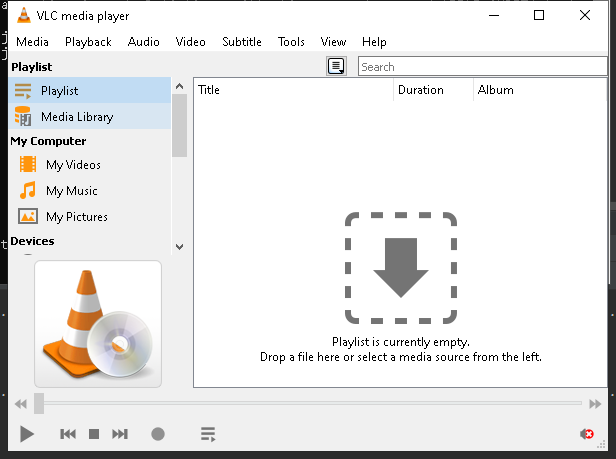 VLC media player
Media Playback Audio Video Subtitle Tools View Help
Playlist
Search
Playlist
Media Library
My Computer
My Videos
My Music
My Pictures
Devices
Title Duration Album
Playlist is currently empty.
Drop a file here or select a media source from the left.